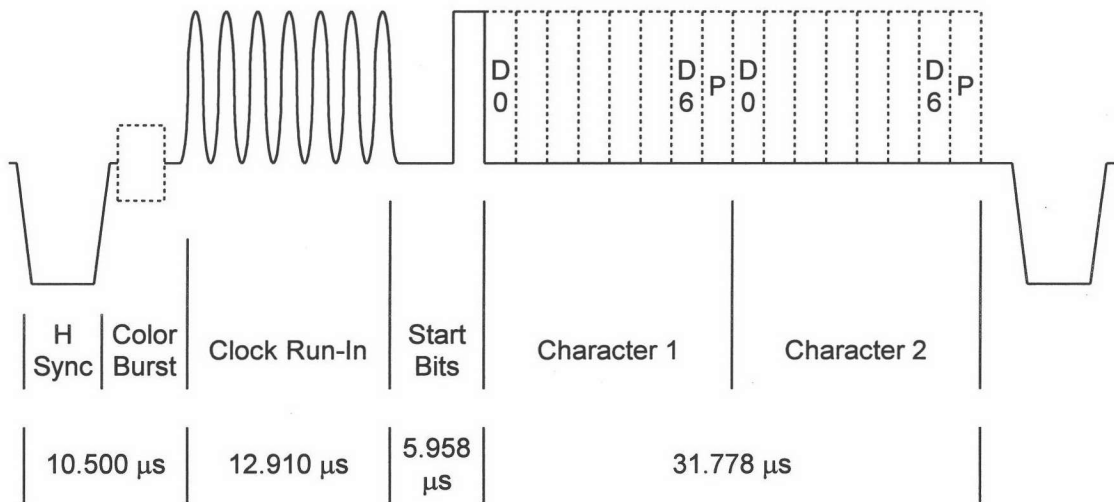 D
0
D
6
P
D
0
D
6
P
H
Sync
Color
Burst
Clock Run-In
Start
Bits
Character 1
Character 2
10.500 μs
12.910 μs
5.958
μs
31.778 μs